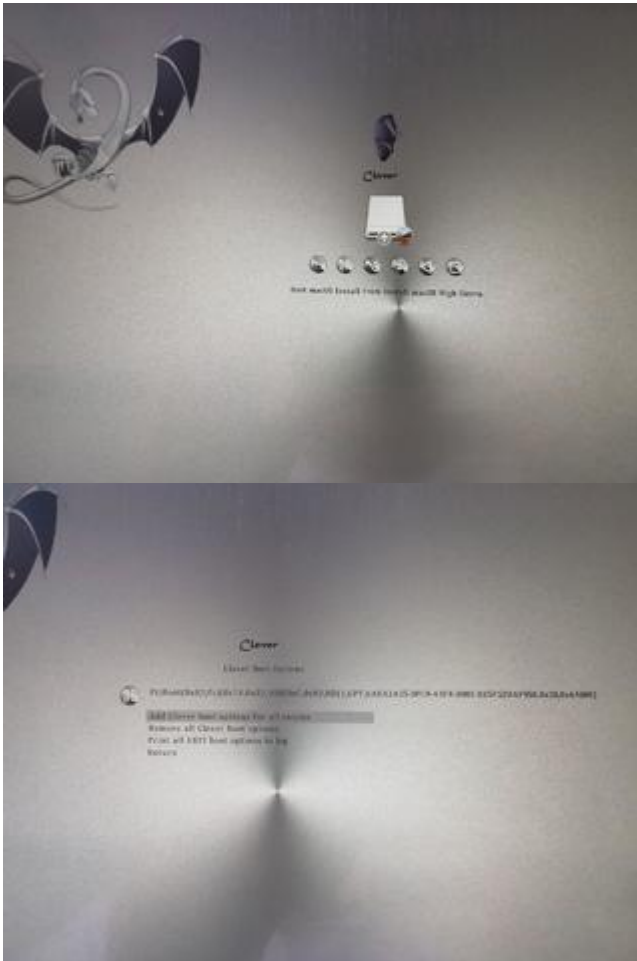 Clover
Boot macOS Install from Install macOS High Sierra
Clover
Clover Boot Options
Add Clover boot options for all entries
Remove all Clover boot options
Print all UEFI boot options to log
Return